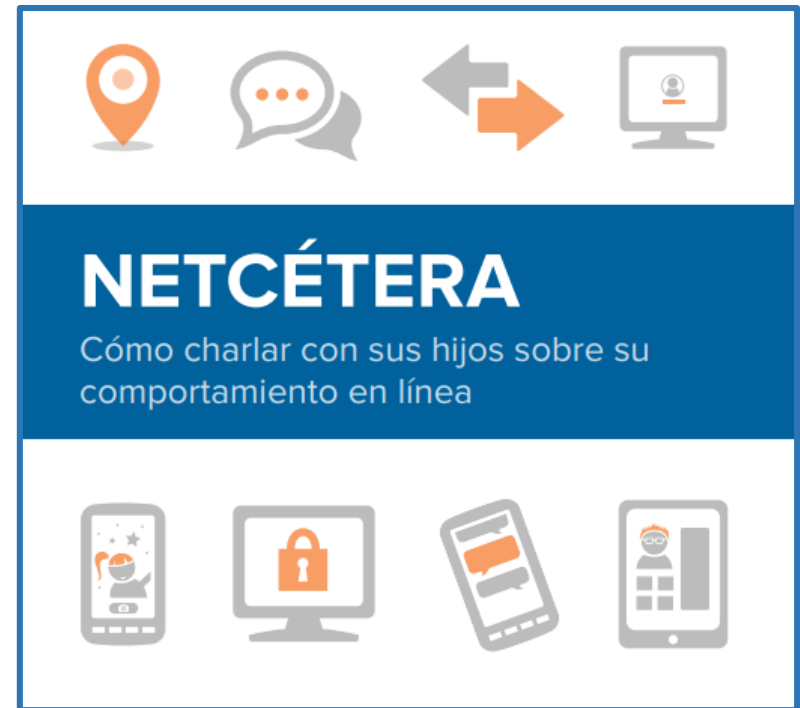 NETCÉTERA
Cómo charlar con sus hijos sobre su
comportamiento en línea